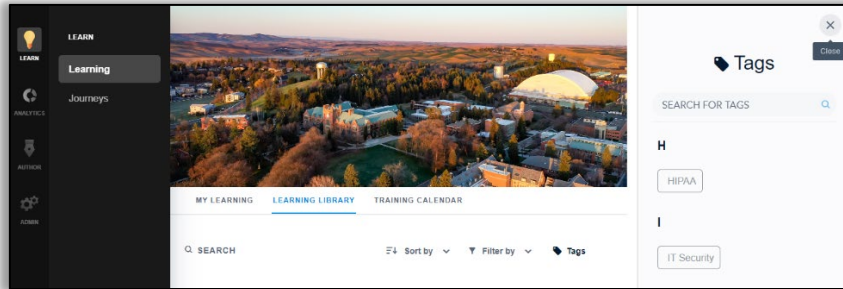 LEARN
ANALYTICS
AUTHOR
ADMIN
LEARN
Learning
Journeys
MY LEARNING LEARNING LIBRARY TRAINING CALENDAR
SEARCH Sort by Filter by Tags
Close
Tags
SEARCH FOR TAGS
H
HIPAA
I
IT Security